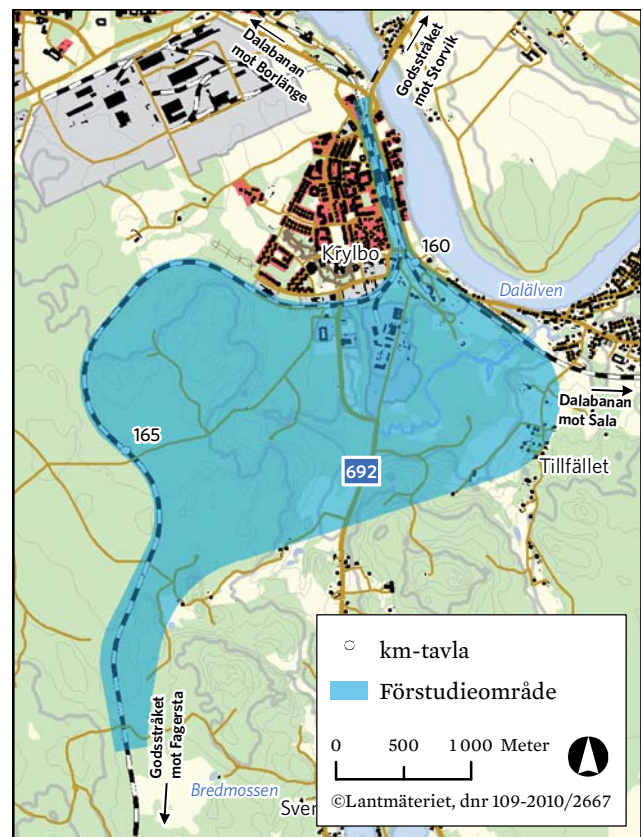 Dalabanan
mot Borlänge
Godsstråket
mot Storvik
Krylbo
160
Dalälven
Dalabanan
mot Sala
165
692
Tillfället
Godsstråket
mot Fagersta
Bredmossen
Sver
km-tavla
Förstudieområde
0 500 1 000 Meter
©Lantmäteriet, dnr 109-2010/2667